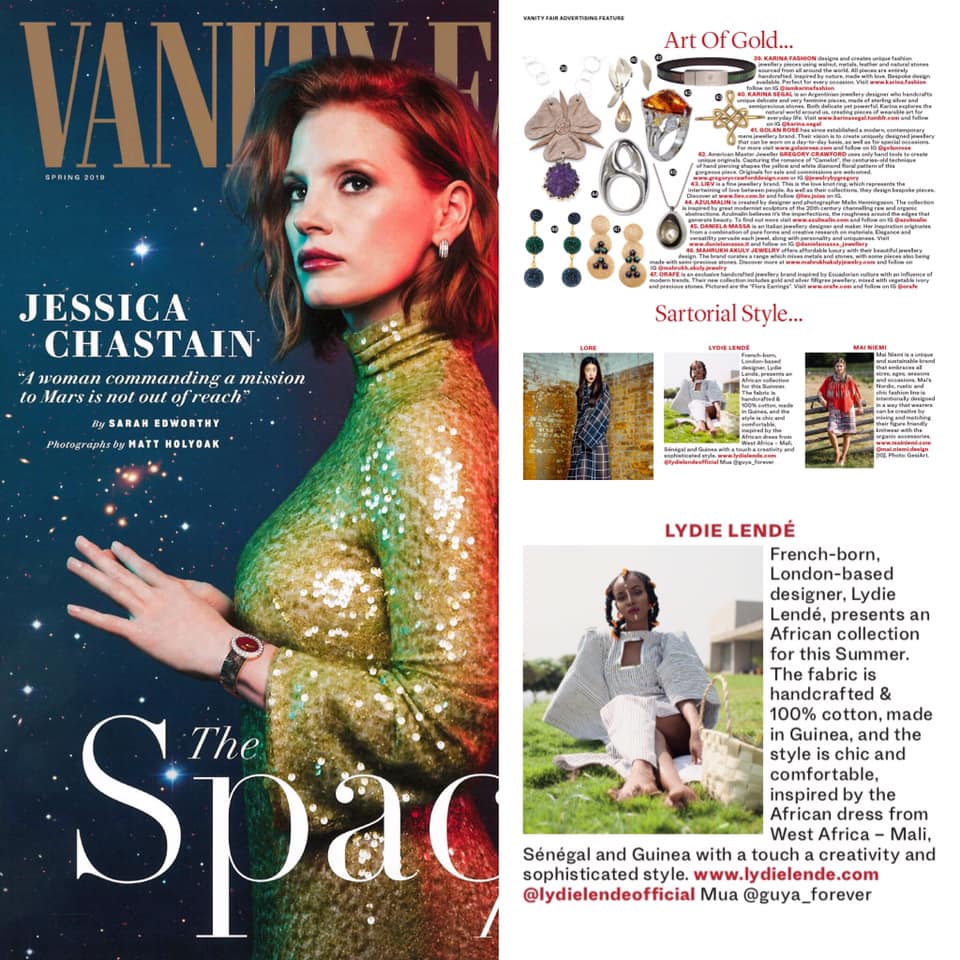 VANITY F
SPRING 2019
JESSICA
CHASTAIN
“A woman commanding a mission
to Mars is not out of reach”
By SARAH EDWORTHY
Photographs by MATT HOLYOAK
The
Spac
VANITY FAIR ADVERTISING FEATURE
Art Of Gold...
39. KARINA FASHION designs and creates unique fashion
jewellery pieces using walnut, metals, leather and natural stones
sourced from all around the world. All pieces are entirely
handcrafted. Inspired by nature, made with love. Bespoke design
available. Perfect for every occasion. Visit www.karina.fashion
follow on IG @iamkarinafashion
40. KARINA SEGAL is an Argentinian jewellery designer who handcrafts
unique delicate and very feminine pieces, made of sterling silver and
semiprecious stones. Both delicate yet powerful. Karina explores the
natural world around us, creating pieces of wearable art for
everyday life. Visit www.karinasegal.tumblr.com and follow
on IG @karina.segal
41. GOLAN ROSE has since established a modern, contemporary
mens jewellery brand. Their vision is to create uniquely designed jewellery
that can be worn on a day-to-day basis, as well as for special occasions.
For more visit www.golanrose.com and follow on IG @golanrose
42. American Master Jeweller GREGORY CRAWFORD uses only hand tools to create
unique originals. Capturing the romance of “Camelot”, the centuries-old technique
of hand piercing shapes the yellow and white diamond floral pattern of this
gorgeous piece. Originals for sale and commissions are welcomed.
www.gregorycrawforddesign.com or IG @jewelrybygregory
43. LIEV is a fine jewellery brand. This is the love knot ring, which represents the
intertwining of love between people. As well as their collections, they design bespoke pieces.
Discover at www.liev.com.br and follow @liev.joias on IG.
44. AZULMALIN is created by designer and photographer Malin Henningsson. The collection
is inspired by great modernist sculptors of the 20th century channelling raw and organic
abstractions. Azulmalin believes it's the imperfections, the roughness around the edges that
generate beauty. To find out more visit www.azulmalin.com and follow on IG @azulmalin
45. DANIELA MASSA is an Italian jewellery designer and maker. Her inspiration originates
from a combination of pure forms and creative research on materials. Elegance and
versatility pervade each jewel, along with personality and uniqueness. Visit
www.danielamassa.it and follow on IG @danielamassa_jewellery
46. MAHRUKH AKULY JEWELRY offers affordable luxury with their beautiful jewellery
design. The brand curates a range which mixes metals and stones, with some pieces also being
made with semi-precious stones. Discover more at www.mahrukhakulyjewelry.com and follow on
IG @mahrukh.akuly.jewelry
47. ORAFE is an exclusive handcrafted jewellery brand inspired by Ecuadorian culture with an influence of
modern trends. Their new collection includes gold and silver filigree jewellery, mixed with vegetable ivory
and precious stones. Pictured are the “Flora Earrings”. Visit www.orafe.com and follow on IG @orafe
Sartorial Style...
LORE
LYDIE LENDÉ
French-born,
London-based
designer, Lydie
Lendé, presents an
African collection
for this Summer.
The fabric is
handcrafted &
100% cotton, made
in Guinea, and the
style is chic and
comfortable,
inspired by the
African dress from
West Africa – Mali,
Sénégal and Guinea with a touch a creativity and
sophisticated style. www.lydielende.com
@lydielendeofficial Mua @guya_forever
MAI NIEMI
Mai Niemi is a unique
and sustainable brand
that embraces all
sizes, ages, seasons
and occasions. Mai's
Nordic, rustic and
chic fashion line is
intentionally designed
in a way that wearers
can be creative by
mixing and matching
their figure friendly
knitwear with the
organic accessories.
www.mainiemi.com
@mai.niemi.design
[IG]. Photo: GesiArt.
LYDIE LENDÉ
French-born,
London-based
designer, Lydie
Lendé, presents an
African collection
for this Summer.
The fabric is
handcrafted &
100% cotton, made
in Guinea, and the
style is chic and
comfortable,
inspired by the
African dress from
West Africa – Mali,
Sénégal and Guinea with a touch a creativity and
sophisticated style. www.lydielende.com
@lydielendeofficial Mua @guya_forever